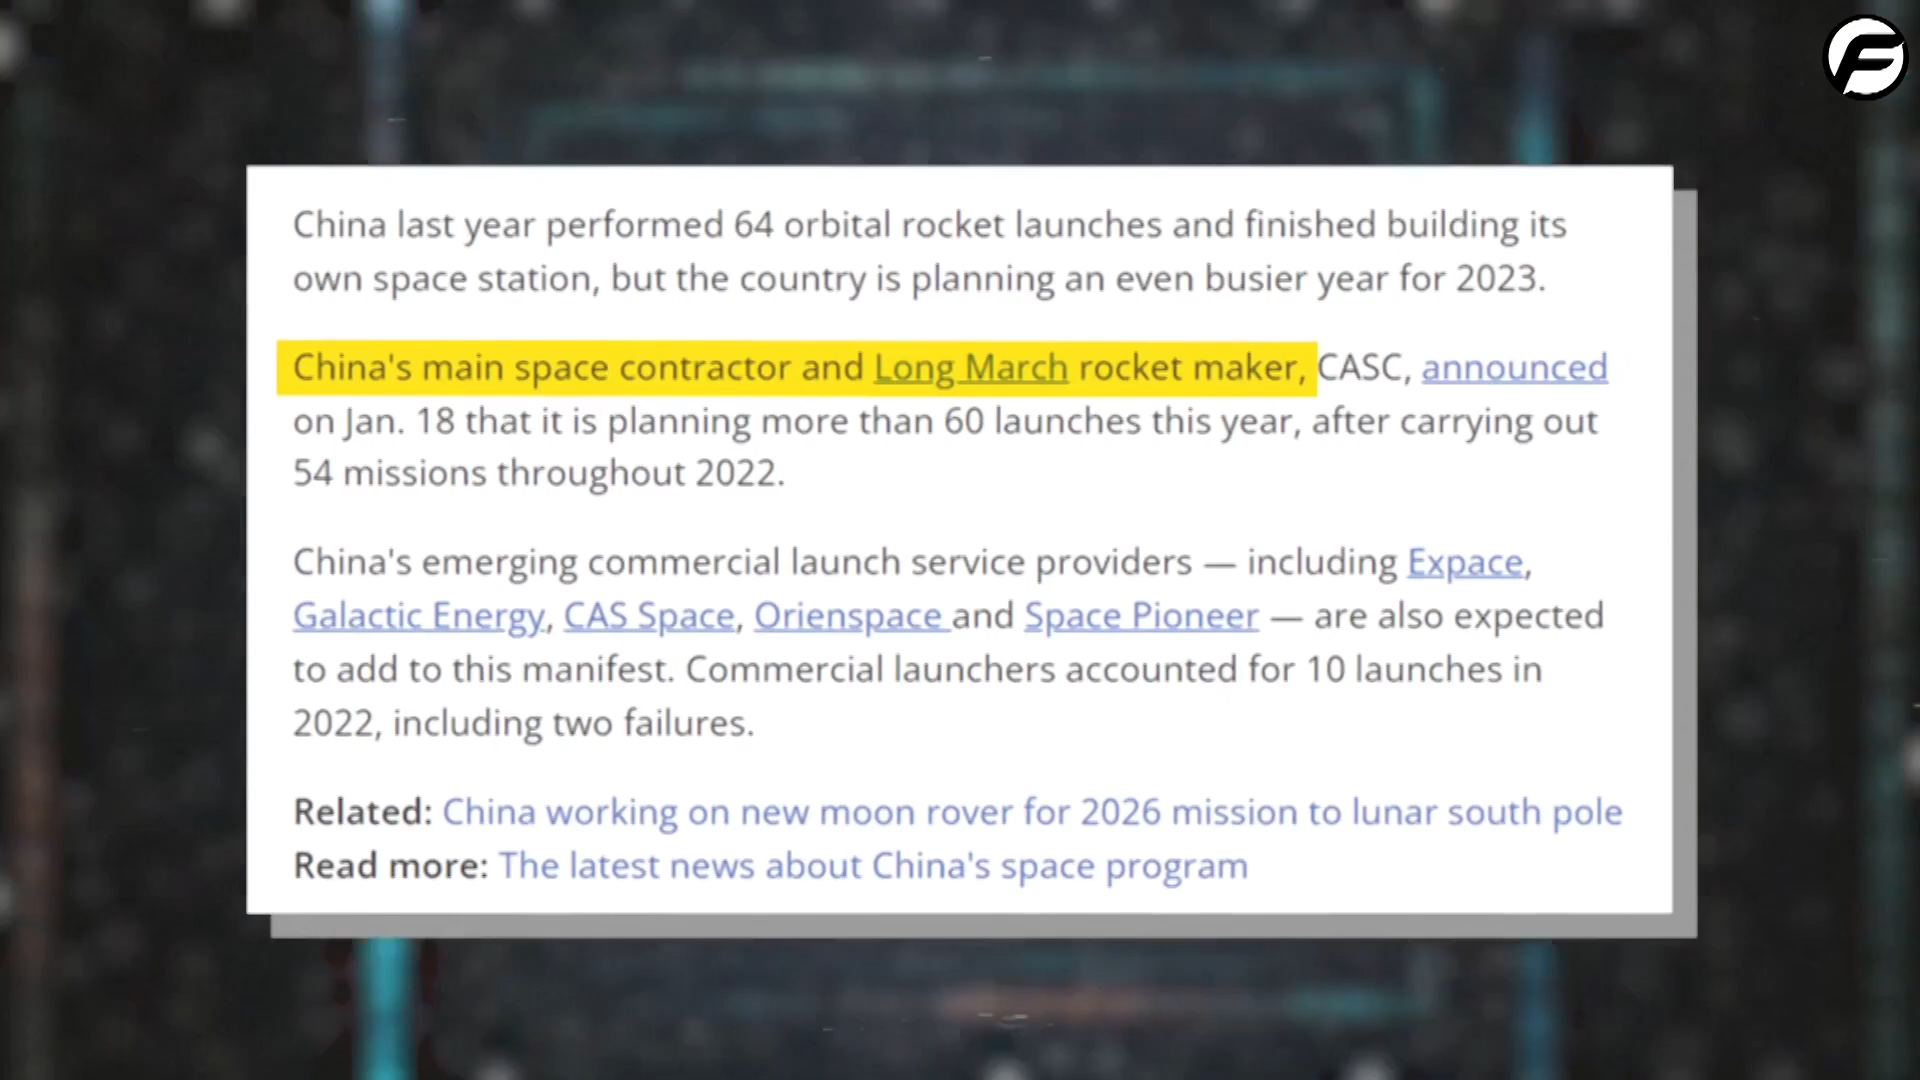 China last year performed 64 orbital rocket launches and finished building its
own space station, but the country is planning an even busier year for 2023.
China's main space contractor and Long March rocket maker, CASC, announced
on Jan. 18 that it is planning more than 60 launches this year, after carrying out
54 missions throughout 2022.
China's emerging commercial launch service providers — including Expace,
Galactic Energy, CAS Space, Orienspace and Space Pioneer — are also expected
to add to this manifest. Commercial launchers accounted for 10 launches in
2022, including two failures.
Related: China working on new moon rover for 2026 mission to lunar south pole
Read more: The latest news about China's space program